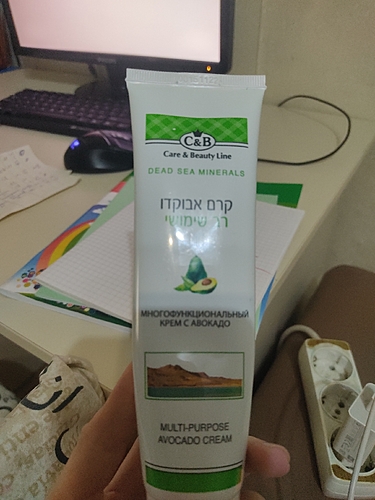 C&B
Care & Beauty Line
DEAD SEA MINERALS
קרם אבוקדו
רב שימושי
МНОГОФУНКЦИОНАЛЬНЫЙ
КРЕМ С АВОКАДО
MULTI-PURPOSE
AVOCADO CREAM